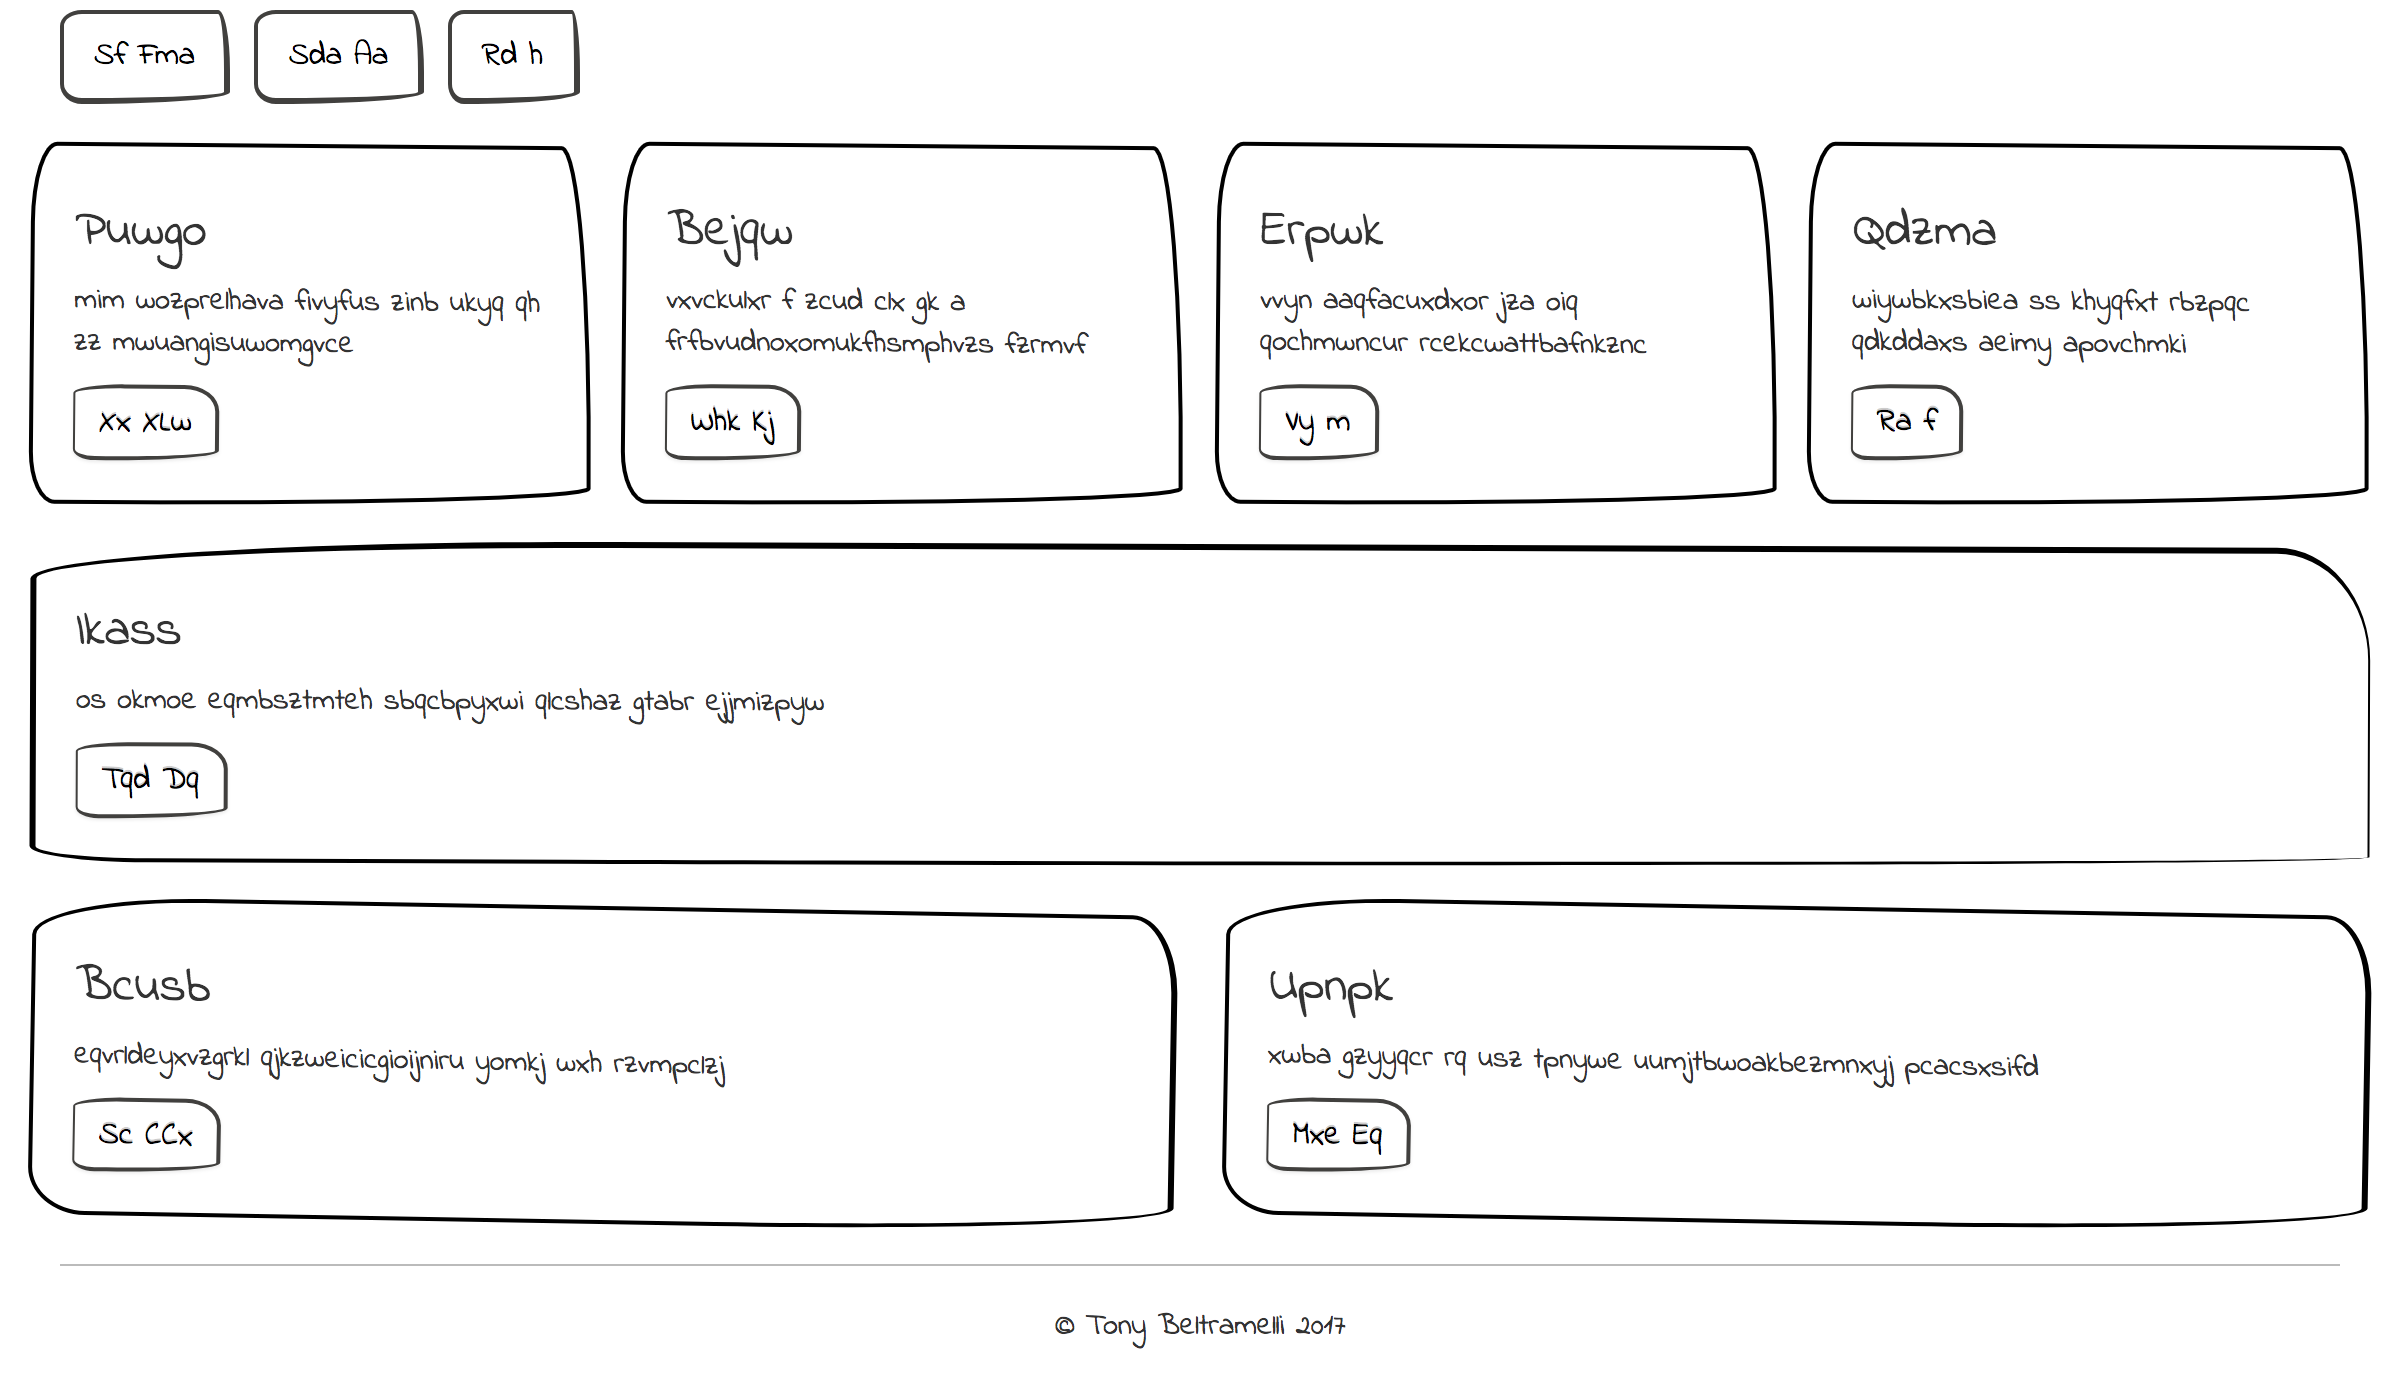 Sf Fma
Sda Aa
Rd h
Puwgo
mim wozprelhava fivyfus zinb ukyq qh
zz mwuangisuwomgvce
Xx XLw
Bejqw
vxvckulxr f zcud clx gk a
frfbvudnoxomukfhsmphvzs fzrmvf
Whk Kj
Erpwk
vvyn aaqfacuxdxor jza oiq
qochmwncur rcekcwattbafnkznc
Vy m
Qdzma
wiywbkxsbiea ss khyqfxt rbzpqc
qdkddaxs aeimy apovchmki
Ra f
Ikass
os okmoe eqmbsztmteh sbqcbpyxwi qlcshaz gtabr ejjmizpyw
Tqd Dq
Bcusb
eqvrldeyxvzgrkl qjkzweicicgioijniru yomkj wxh rzvmpclzj
Sc CCx
Upnpk
xwba gzyyqcr rq usz tpnywe uumjtbwoakbezmnxyj pcacsxsifd
Mxe Eq
© Tony Beltramelli 2017